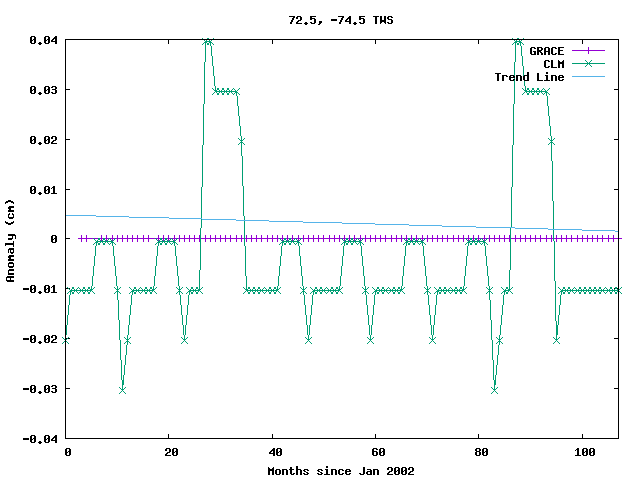 72.5, -74.5 TWS
GRACE
CLM
Trend Line
Anomaly (cm)
0.04
0.03
0.02
0.01
0
-0.01
-0.02
-0.03
-0.04
0 20 40 60 80 100
Months since Jan 2002